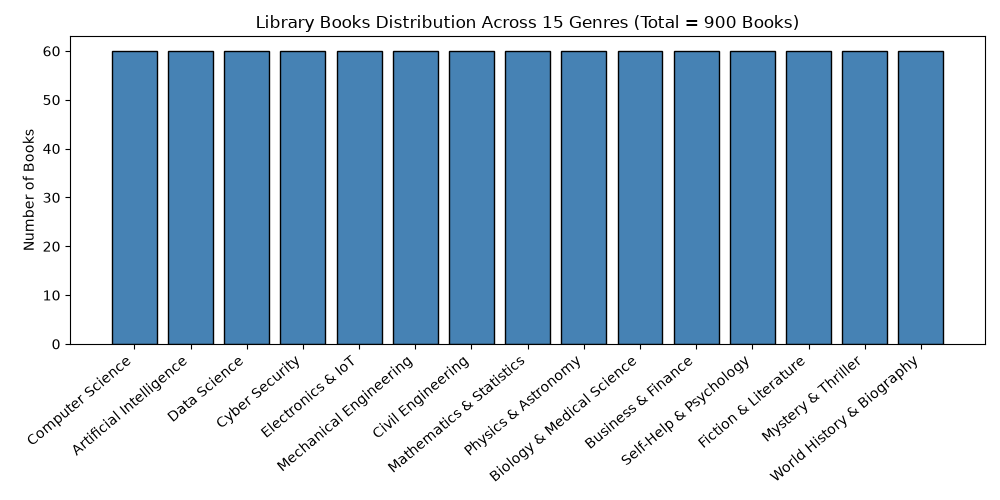 Library Books Distribution Across 15 Genres (Total = 900 Books)
Number of Books
60
50
40
30
20
10
0
Computer Science
Artificial Intelligence
Data Science
Cyber Security
Electronics & IoT
Mechanical Engineering
Civil Engineering
Mathematics & Statistics
Physics & Astronomy
Biology & Medical Science
Business & Finance
Self-Help & Psychology
Fiction & Literature
Mystery & Thriller
World History & Biography